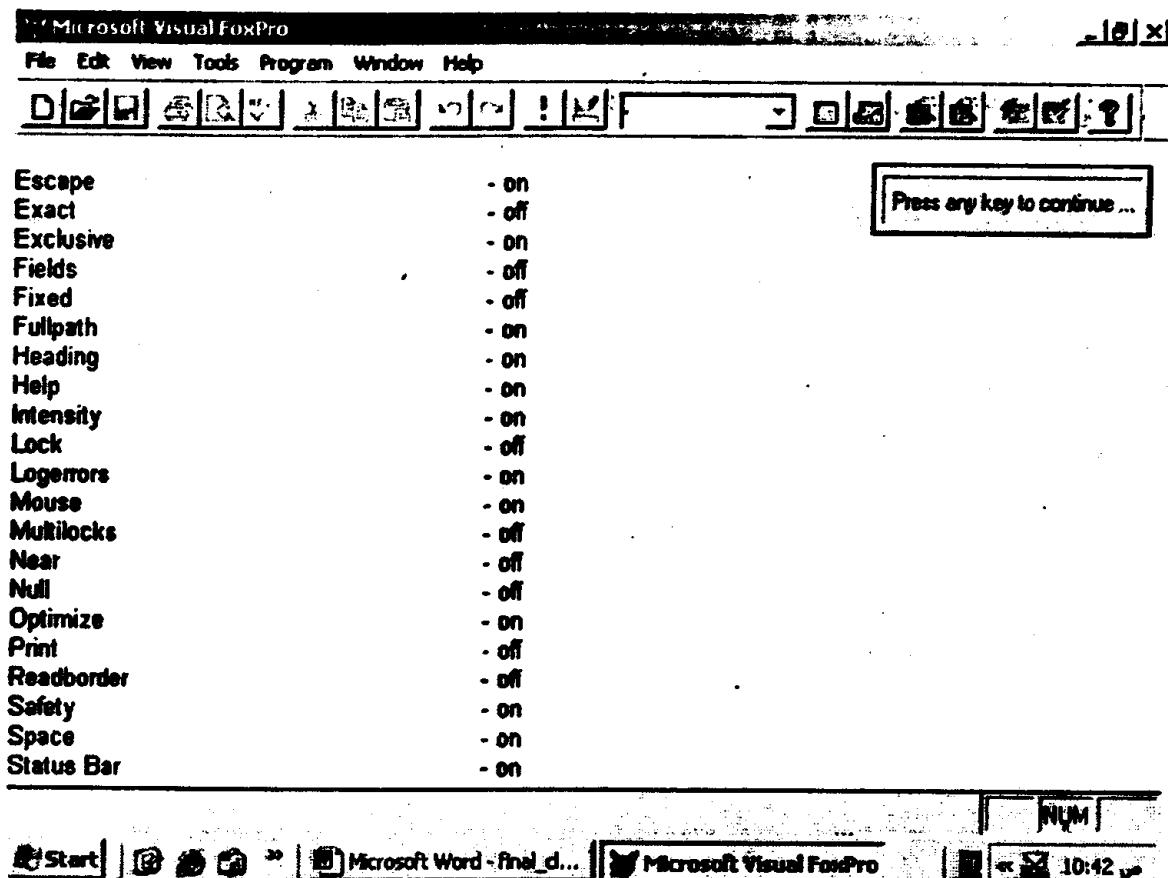 Microsoft Visual FoxPro
File Edit View Tools Program Window Help
Escape - on
Exact - off
Exclusive - on
Fields - off
Fixed - off
Fullpath - on
Heading - on
Help - on
Intensity - on
Lock - off
Logerrors - on
Mouse - on
Multilocks - off
Near - off
Null - off
Optimize - on
Print - off
Readborder - off
Safety - on
Space - on
Status Bar - on
Press any key to continue ...
NUM
Start » Microsoft Word - final_d... Microsoft Visual FoxPro « 10:42 ص